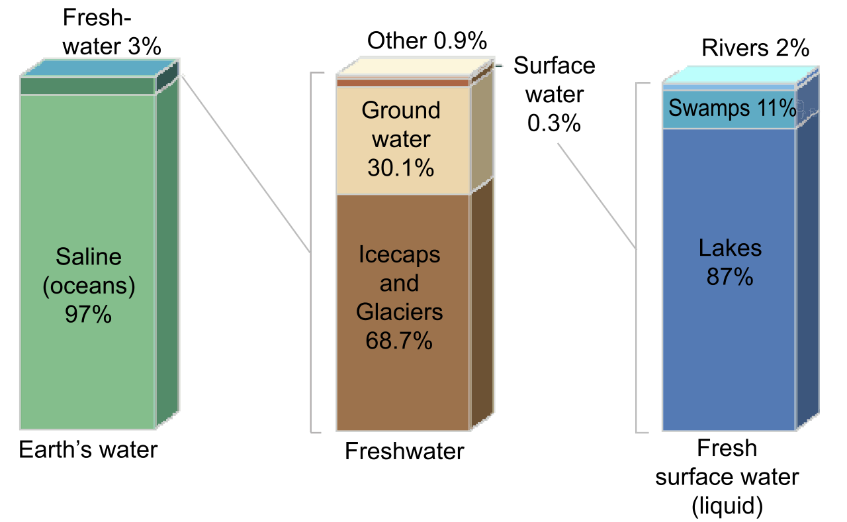 Fresh-
water 3%
Saline
(oceans)
97%
Earth’s water
Other 0.9%
Surface
water
0.3%
Ground
water
30.1%
Icecaps
and
Glaciers
68.7%
Freshwater
Rivers 2%
Swamps 11%
Lakes
87%
Fresh
surface water
(liquid)